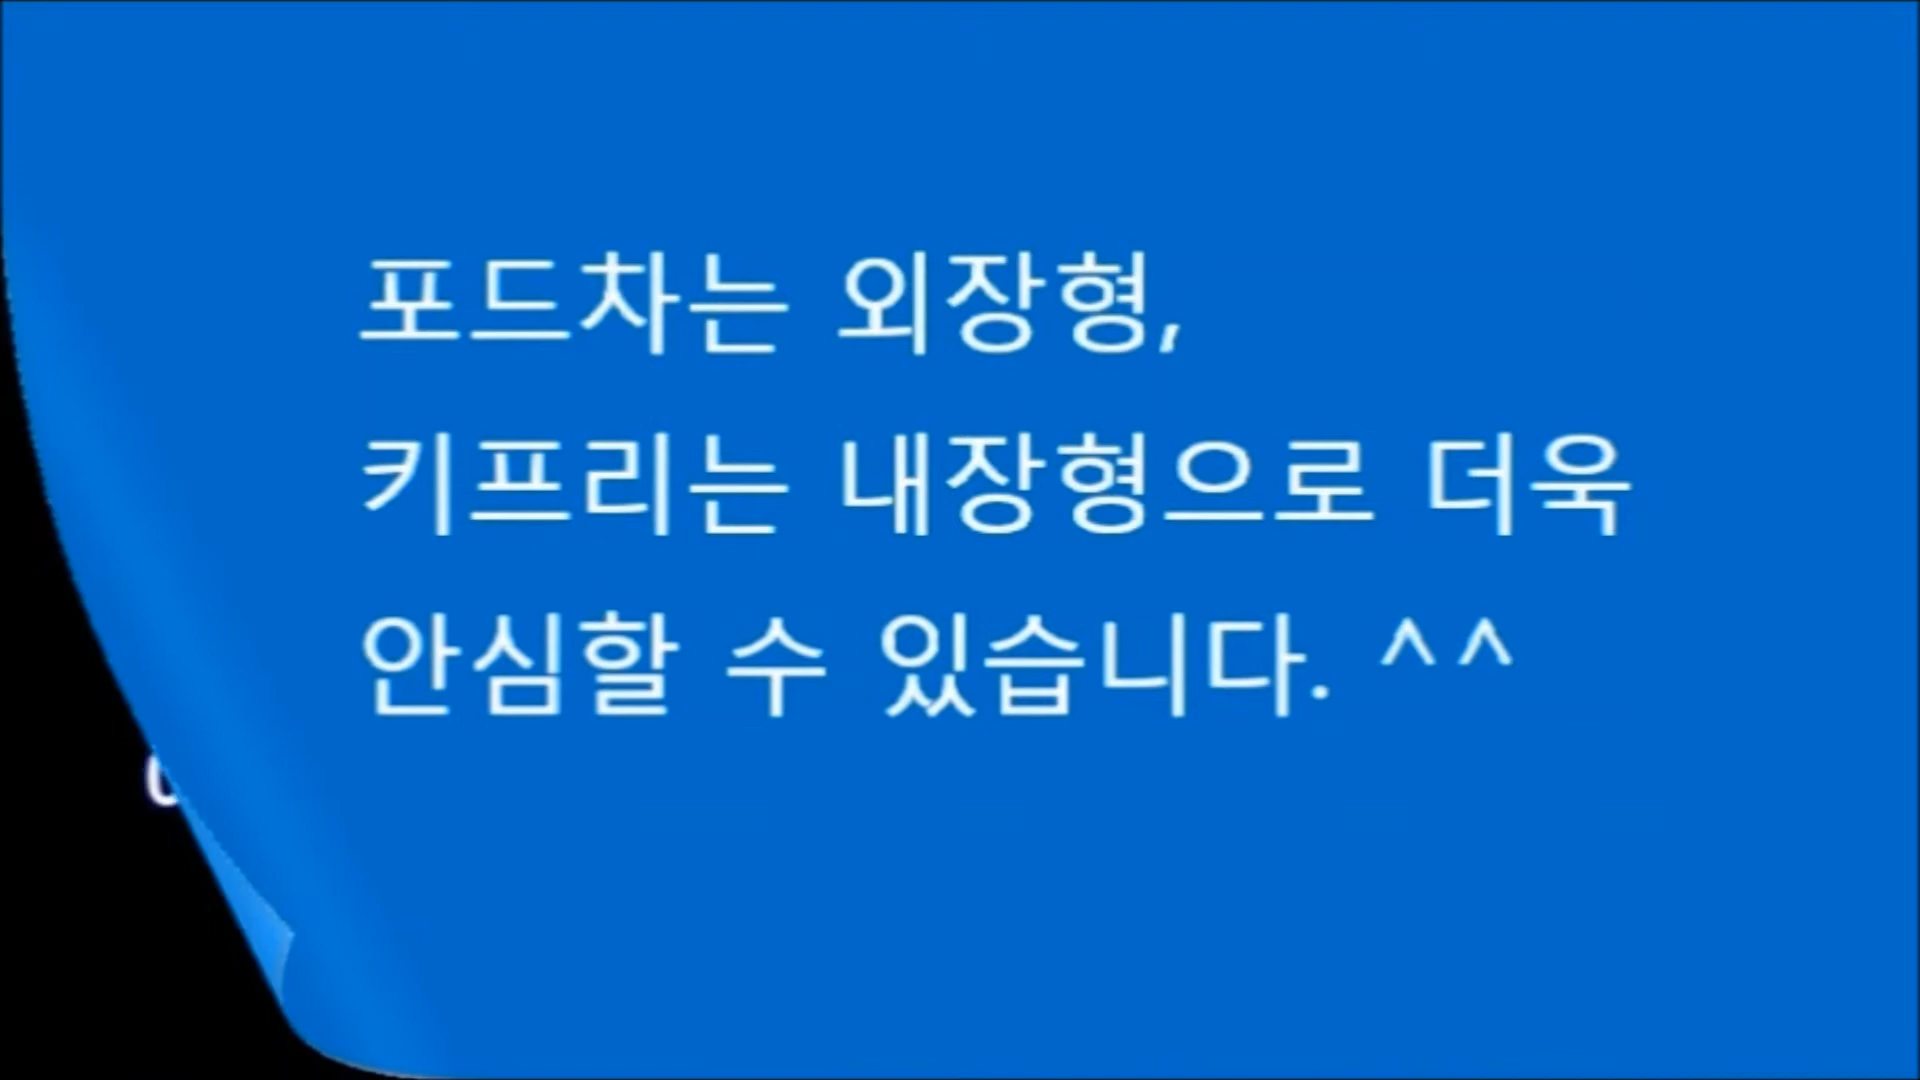 포드차는 외장형,
키프리는 내장형으로 더욱
안심할 수 있습니다. ^^